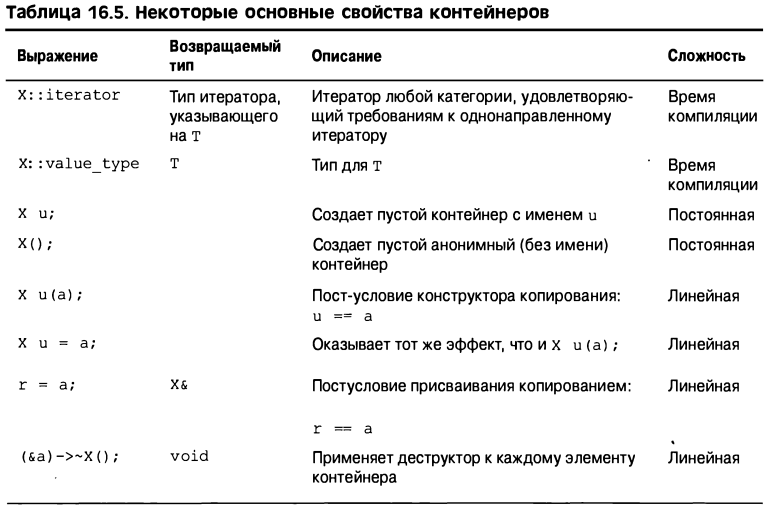 Таблица 16.5. Некоторые основные свойства контейнеров
Выражение Возвращаемый тип Описание Сложность
X::iterator Тип итератора, Итератор любой категории, удовлетворяю- Время
указывающего щий требованиям к однонаправленному компиляции
на T итератору
X::value_type T Тип для T Время
компиляции
X u; Создает пустой контейнер с именем u Постоянная
X(); Создает пустой анонимный (без имени) Постоянная
контейнер
X u(a); Пост-условие конструктора копирования: Линейная
u == a
X u = a; Оказывает тот же эффект, что и X u(a); Линейная
r = a; X& Постусловие присваивания копированием: Линейная
r == a
(&a)->~X(); void Применяет деструктор к каждому элементу Линейная
контейнера